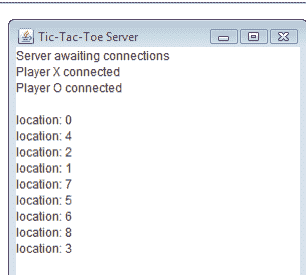 Tic-Tac-Toe Server
Server awaiting connections
Player X connected
Player O connected
location: 0
location: 4
location: 2
location: 1
location: 7
location: 5
location: 6
location: 8
location: 3